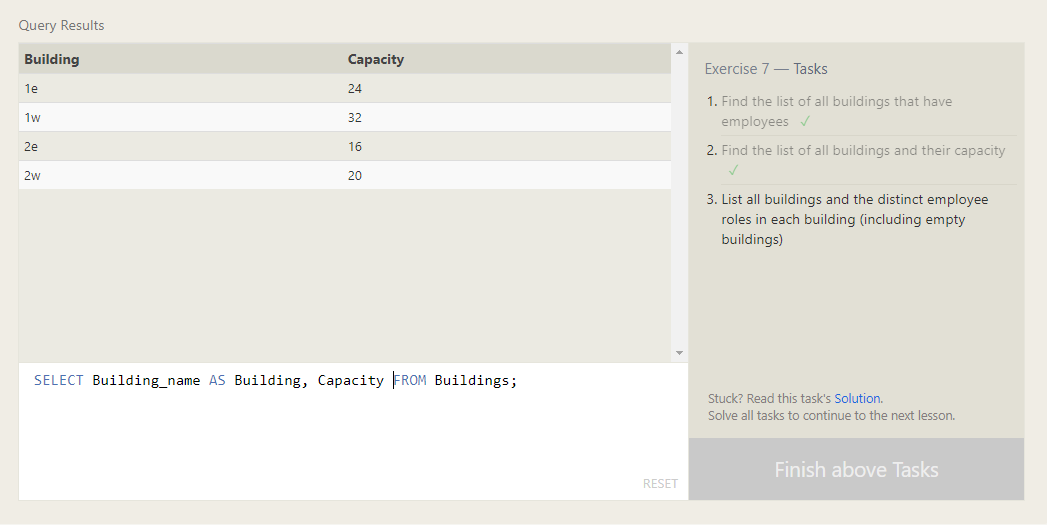 Query Results
Building Capacity
1e 24
1w 32
2e 16
2w 20
SELECT Building_name AS Building, Capacity FROM Buildings;
RESET
Exercise 7 — Tasks
1. Find the list of all buildings that have
employees ✓
2. Find the list of all buildings and their capacity
✓
3. List all buildings and the distinct employee
roles in each building (including empty
buildings)
Stuck? Read this task's Solution.
Solve all tasks to continue to the next lesson.
Finish above Tasks